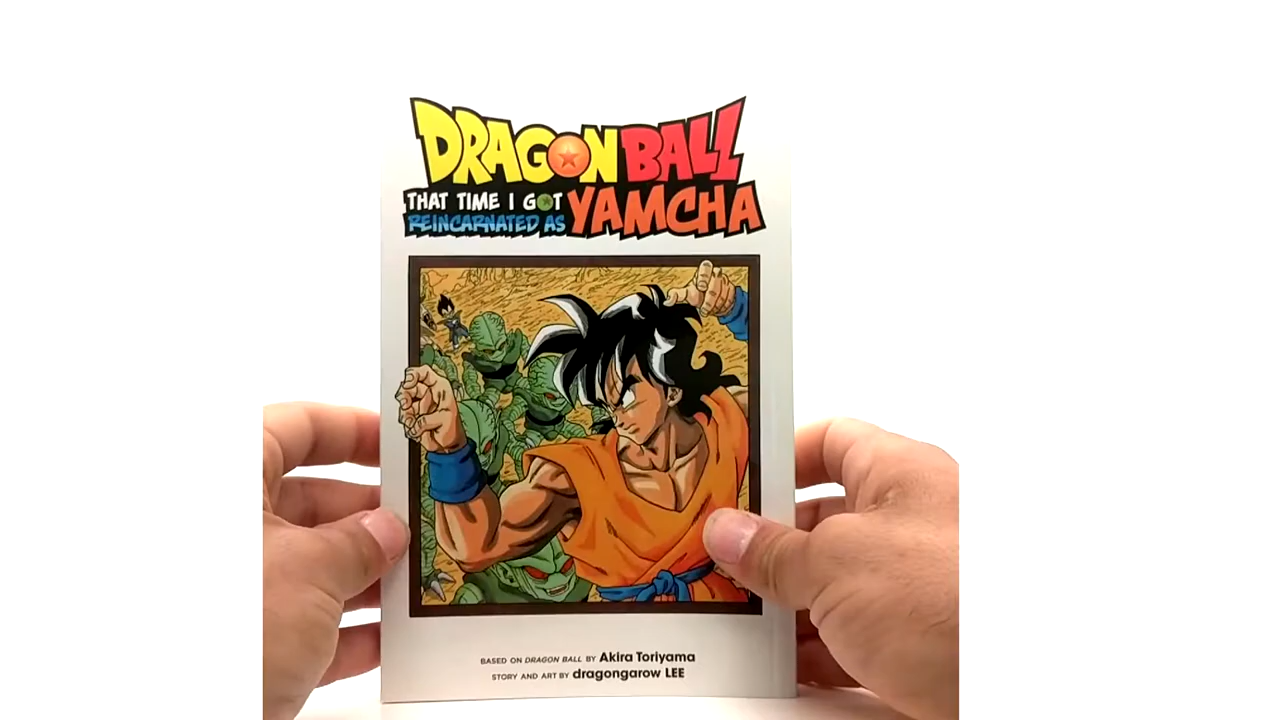 DRAGON BALL
THAT TIME I GOT
REINCARNATED AS YAMCHA
BASED ON DRAGON BALL BY Akira Toriyama
STORY AND ART BY dragongarow LEE